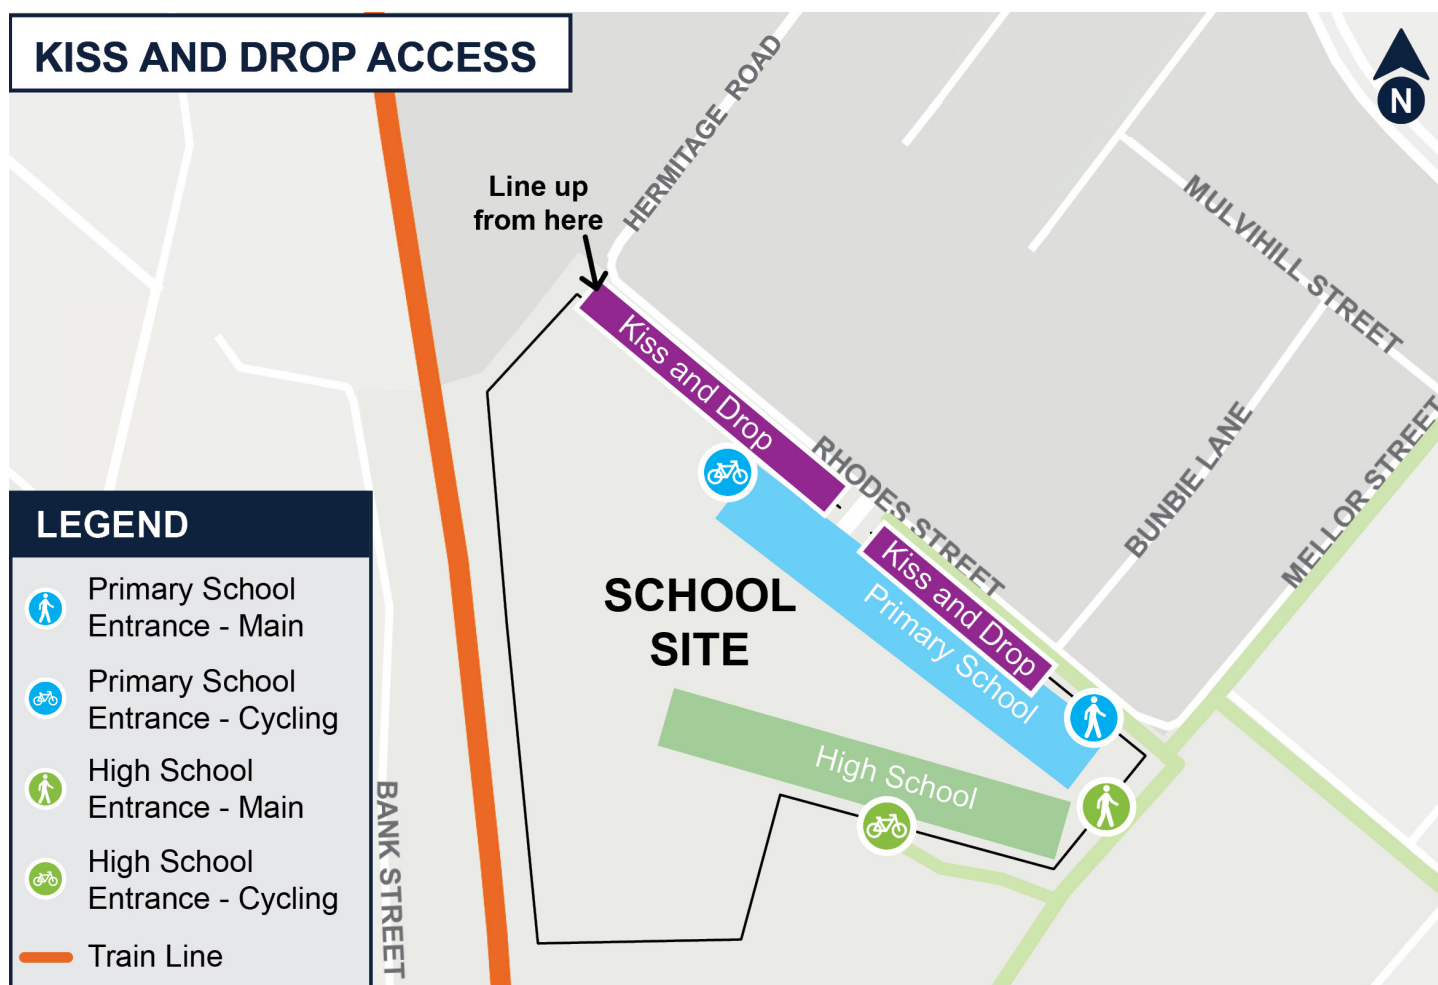 KISS AND DROP ACCESS
N
HERMITAGE ROAD
Line up
from here
MULVIHILL STREET
Kiss and Drop
RHODES STREET
BUNBIE LANE
MELLOR STREET
Kiss and Drop
Primary School
SCHOOL
SITE
High School
BANK STREET
LEGEND
Primary School
Entrance - Main
Primary School
Entrance - Cycling
High School
Entrance - Main
High School
Entrance - Cycling
Train Line